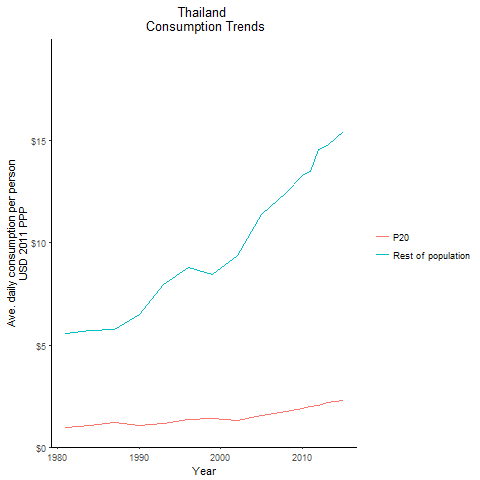 Thailand
Consumption Trends
Ave. daily consumption per person
USD 2011 PPP
$15
$10
$5
$0
1980
1990
2000
2010
Year
P20
Rest of population